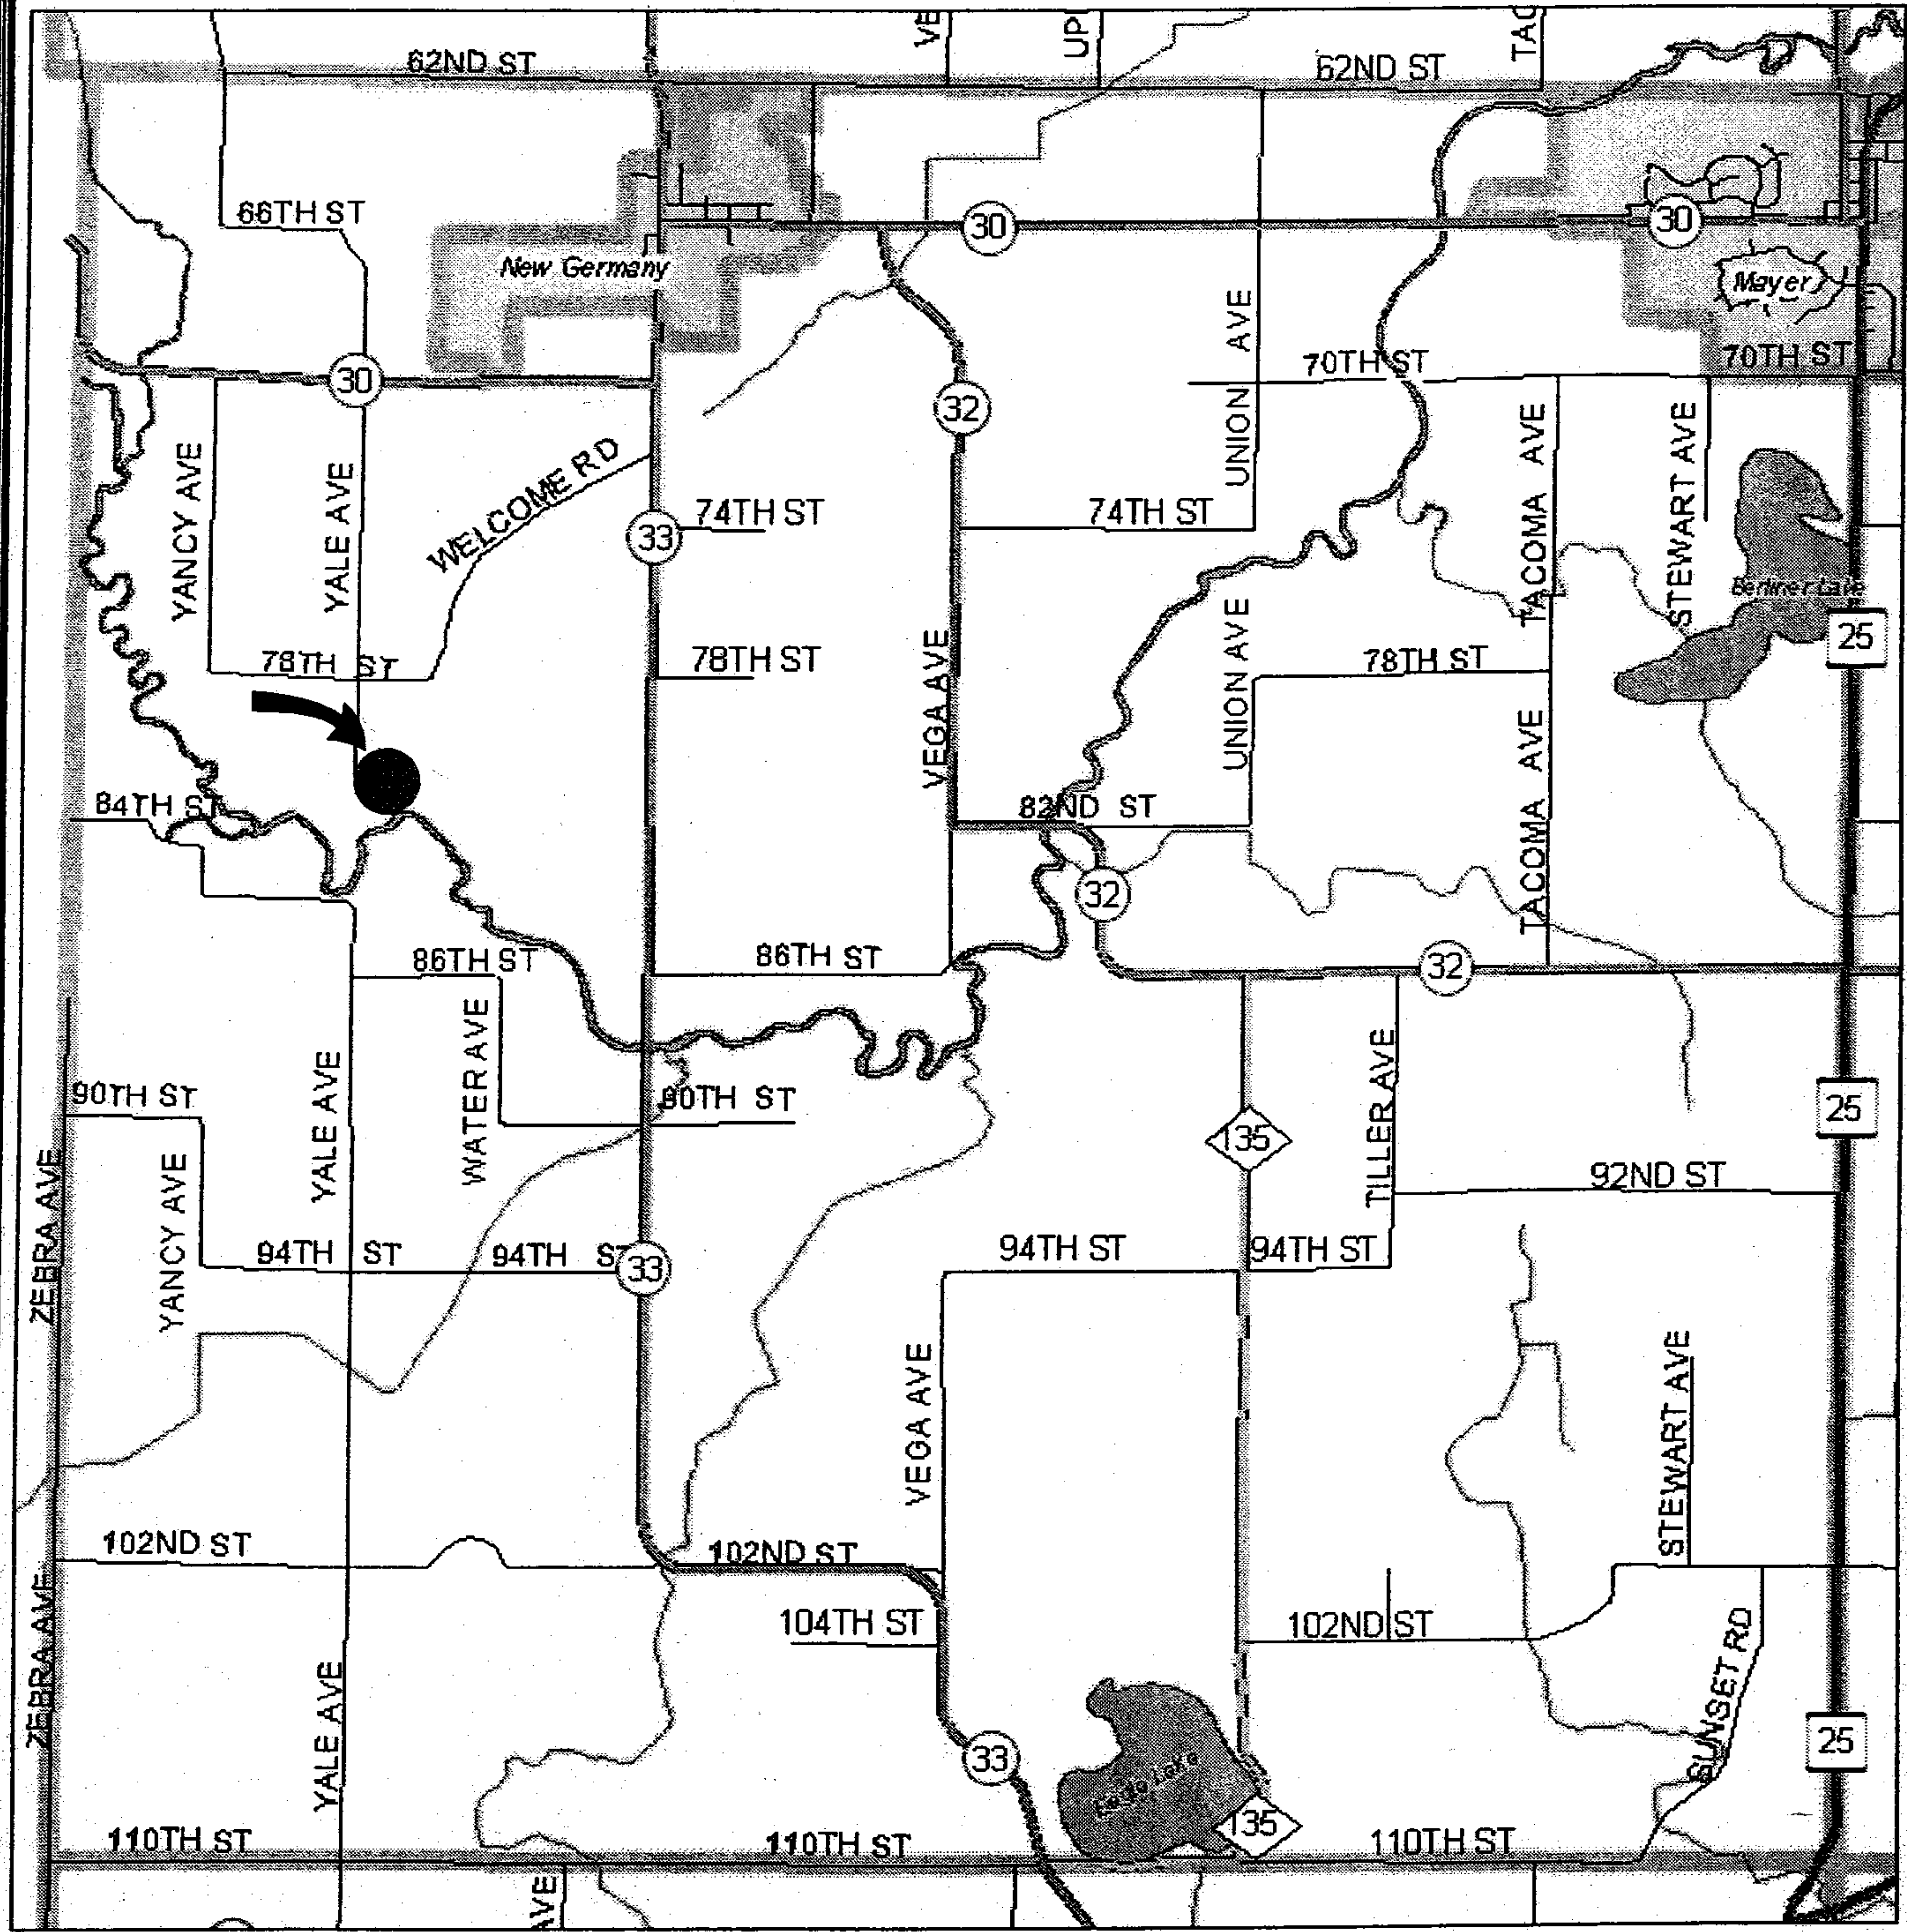 VE
UP
TAC
62ND ST
62ND ST
66TH ST
30
30
New Germany
Mayer
30
70TH ST
70TH ST
UNION AVE
32
YANCY AVE
YALE AVE
WELCOME RD
33
74TH ST
74TH ST
TACOMA AVE
STEWART AVE
Berliner Lake
25
78TH ST
78TH ST
78TH ST
VEGA AVE
UNION AVE
TACOMA AVE
84TH ST
82ND ST
32
86TH ST
86TH ST
32
90TH ST
YALE AVE
WATER AVE
90TH ST
135
TILLER AVE
25
92ND ST
ZEBRA AVE
YANCY AVE
94TH ST
94TH ST
33
94TH ST
94TH ST
VEGA AVE
STEWART AVE
102ND ST
102ND ST
104TH ST
102ND ST
ZEBRA AVE
YALE AVE
SUNSET RD
33
25
135
110TH ST
110TH ST
110TH ST
AVE